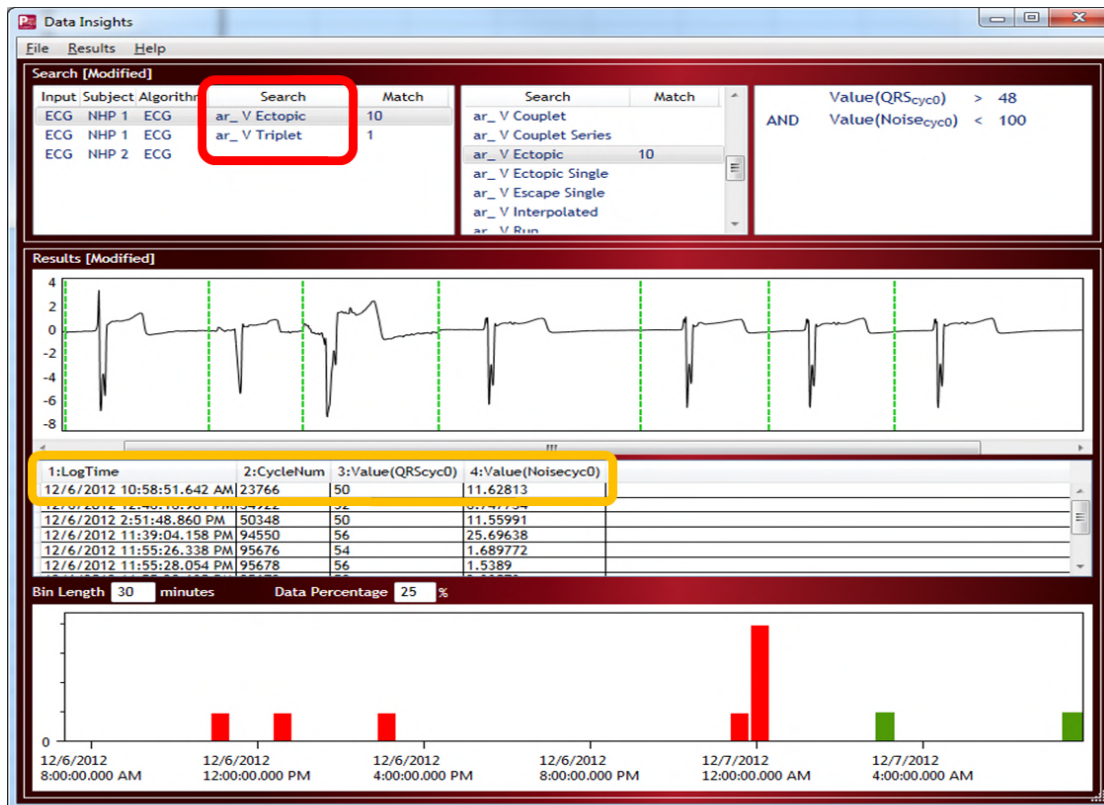 Data Insights
File Results Help
Search [Modified]
Input Subject Algorithm Search Match
ECG NHP 1 ECG ar_ V Ectopic 10
ECG NHP 1 ECG ar_ V Triplet 1
ECG NHP 2 ECG
Search Match
ar_ V Couplet
ar_ V Couplet Series
ar_ V Ectopic 10
ar_ V Ectopic Single
ar_ V Escape Single
ar_ V Interpolated
ar_ V Run
Value(QRScyc0) > 48
AND Value(Noisecyc0) < 100
Results [Modified]
4
2
0
-2
-4
-6
-8
1:LogTime 2:CycleNum 3:Value(QRScyc0) 4:Value(Noisecyc0)
12/6/2012 10:58:51.642 AM 23766 50 11.62813
12/6/2012 2:51:48.860 PM 50348 50 11.55991
12/6/2012 11:39:04.158 PM 94550 56 25.69638
12/6/2012 11:55:26.338 PM 95676 54 1.689772
12/6/2012 11:55:28.054 PM 95678 56 1.5389
Bin Length 30 minutes Data Percentage 25 %
0
12/6/2012 12/6/2012 12/6/2012 12/6/2012 12/7/2012 12/7/2012
8:00:00.000 AM 12:00:00.000 PM 4:00:00.000 PM 8:00:00.000 PM 12:00:00.000 AM 4:00:00.000 AM